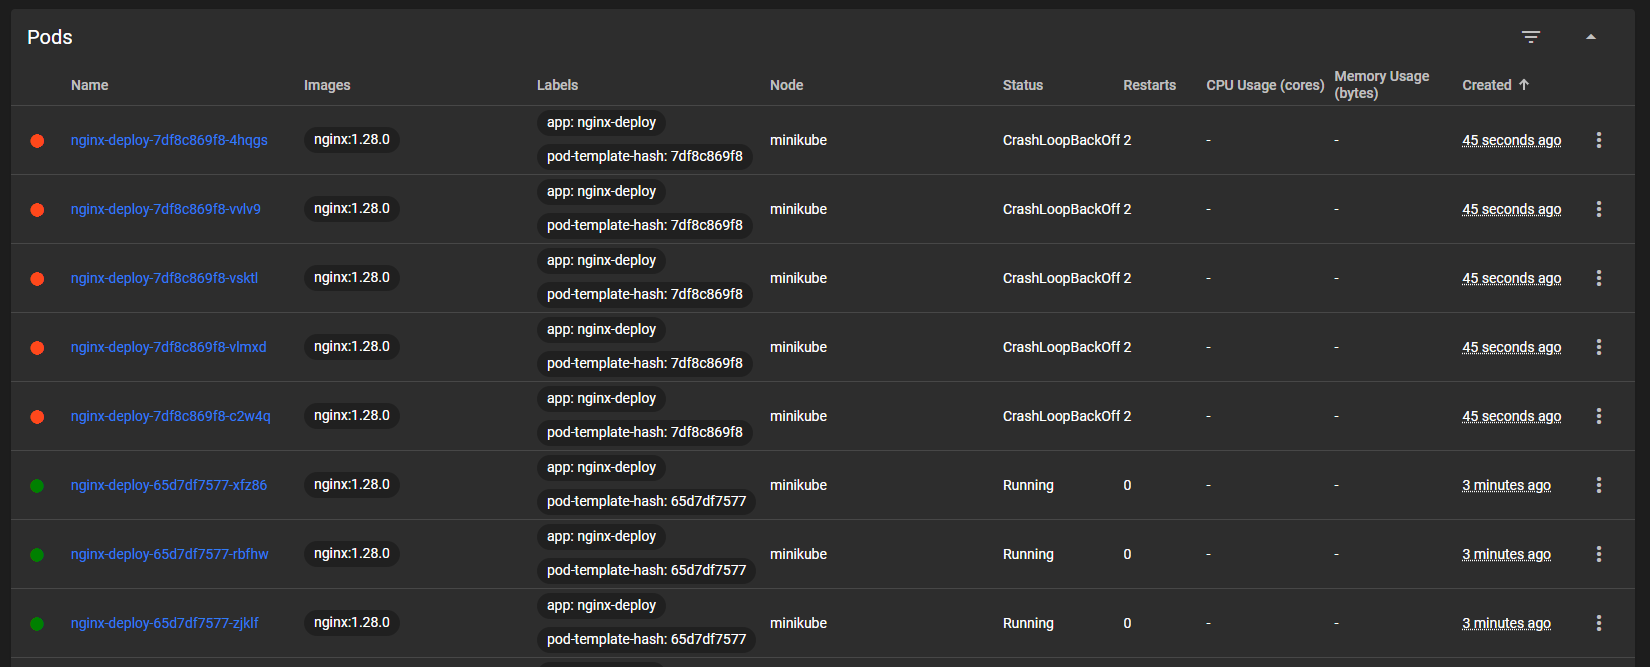 Pods
Name Images Labels Node Status Restarts CPU Usage (cores) Memory Usage (bytes) Created
nginx-deploy-7df8c869f8-4hqgs nginx:1.28.0 app: nginx-deploy minikube CrashLoopBackOff 2 - - 45 seconds ago
pod-template-hash: 7df8c869f8
nginx-deploy-7df8c869f8-vvlv9 nginx:1.28.0 app: nginx-deploy minikube CrashLoopBackOff 2 - - 45 seconds ago
pod-template-hash: 7df8c869f8
nginx-deploy-7df8c869f8-vsktl nginx:1.28.0 app: nginx-deploy minikube CrashLoopBackOff 2 - - 45 seconds ago
pod-template-hash: 7df8c869f8
nginx-deploy-7df8c869f8-vlmxd nginx:1.28.0 app: nginx-deploy minikube CrashLoopBackOff 2 - - 45 seconds ago
pod-template-hash: 7df8c869f8
nginx-deploy-7df8c869f8-c2w4q nginx:1.28.0 app: nginx-deploy minikube CrashLoopBackOff 2 - - 45 seconds ago
pod-template-hash: 7df8c869f8
nginx-deploy-65d7df7577-xfz86 nginx:1.28.0 app: nginx-deploy minikube Running 0 - - 3 minutes ago
pod-template-hash: 65d7df7577
nginx-deploy-65d7df7577-rbfhw nginx:1.28.0 app: nginx-deploy minikube Running 0 - - 3 minutes ago
pod-template-hash: 65d7df7577
nginx-deploy-65d7df7577-zjklf nginx:1.28.0 app: nginx-deploy minikube Running 0 - - 3 minutes ago
pod-template-hash: 65d7df7577